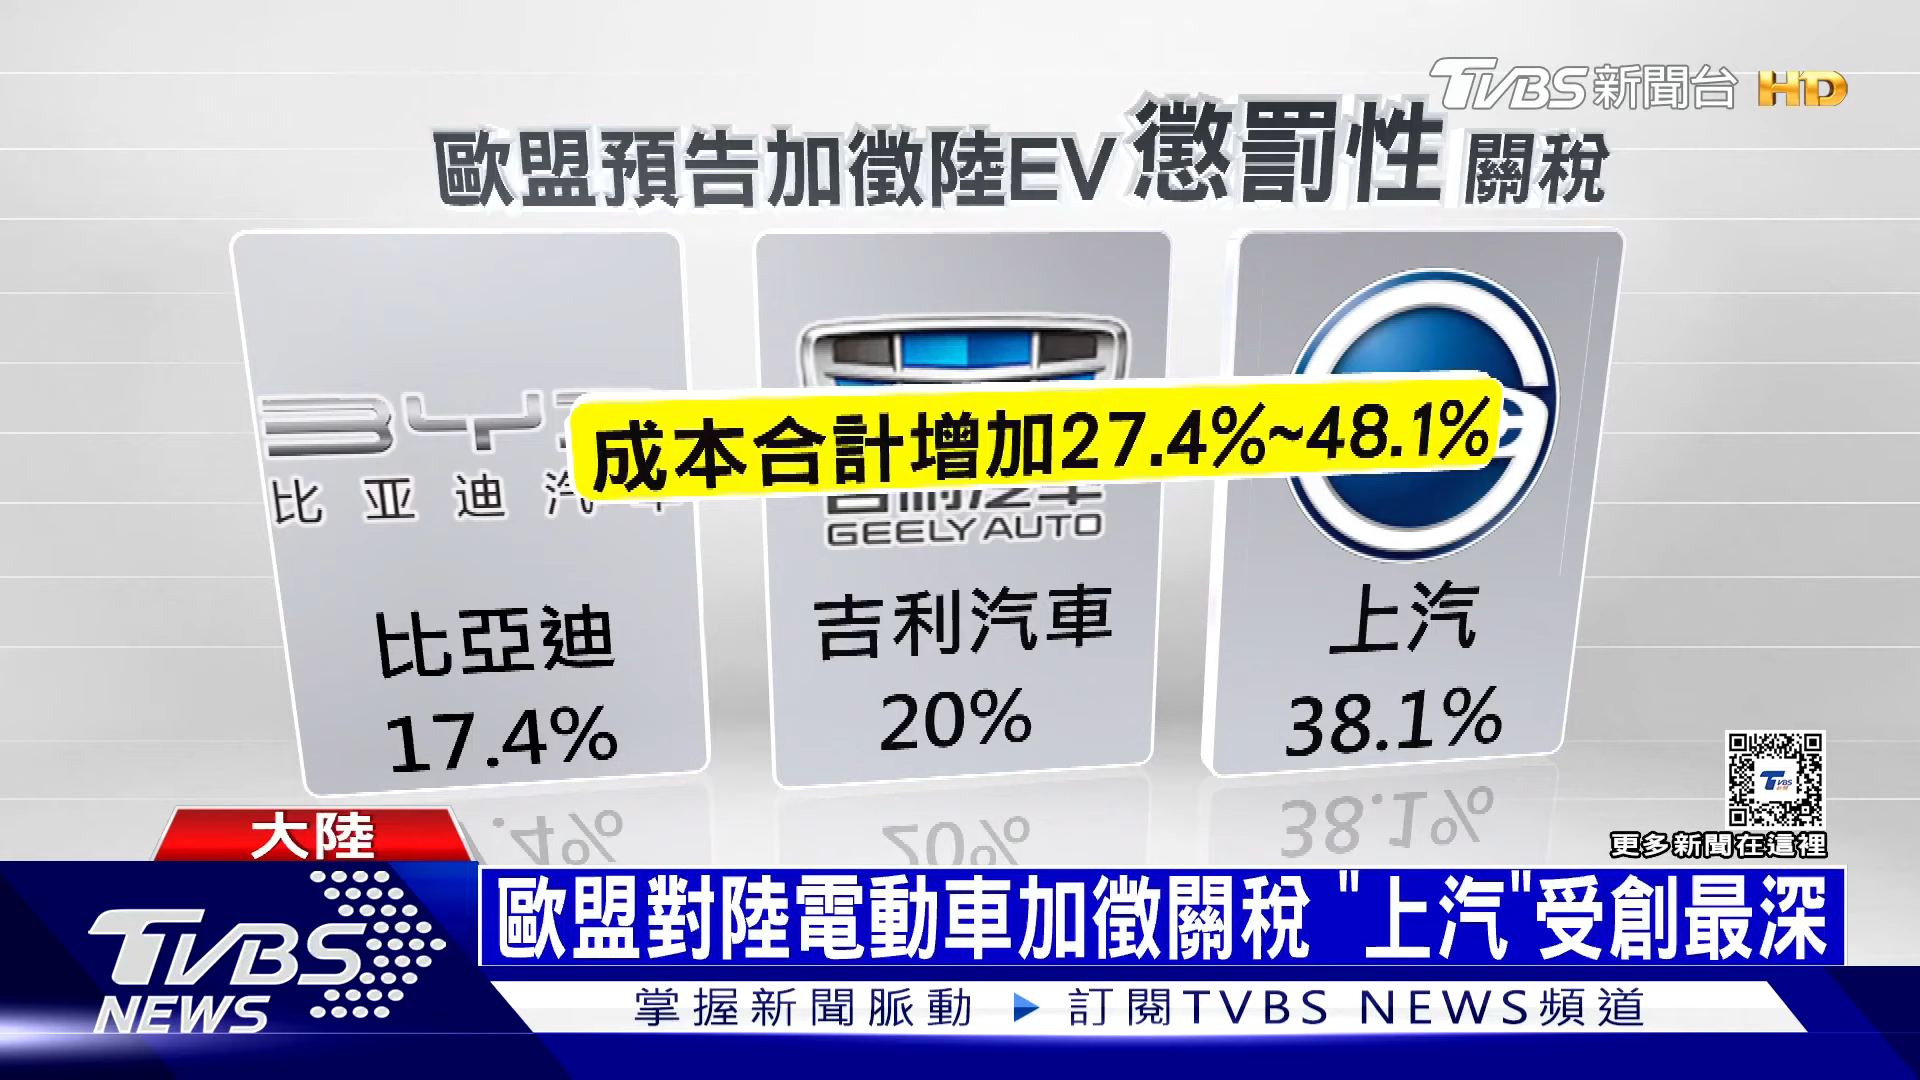 TVBS新聞台 HD
歐盟預告加徵陸EV懲罰性關稅
BY
比亚迪汽车
成本合計增加27.4%~48.1%
GEELY AUTO
比亞迪
17.4%
吉利汽車
20%
上汽
38.1%
更多新聞在這裡
大陸
歐盟對陸電動車加徵關稅 "上汽"受創最深
TVBS NEWS
掌握新聞脈動 ▶ 訂閱TVBS NEWS頻道